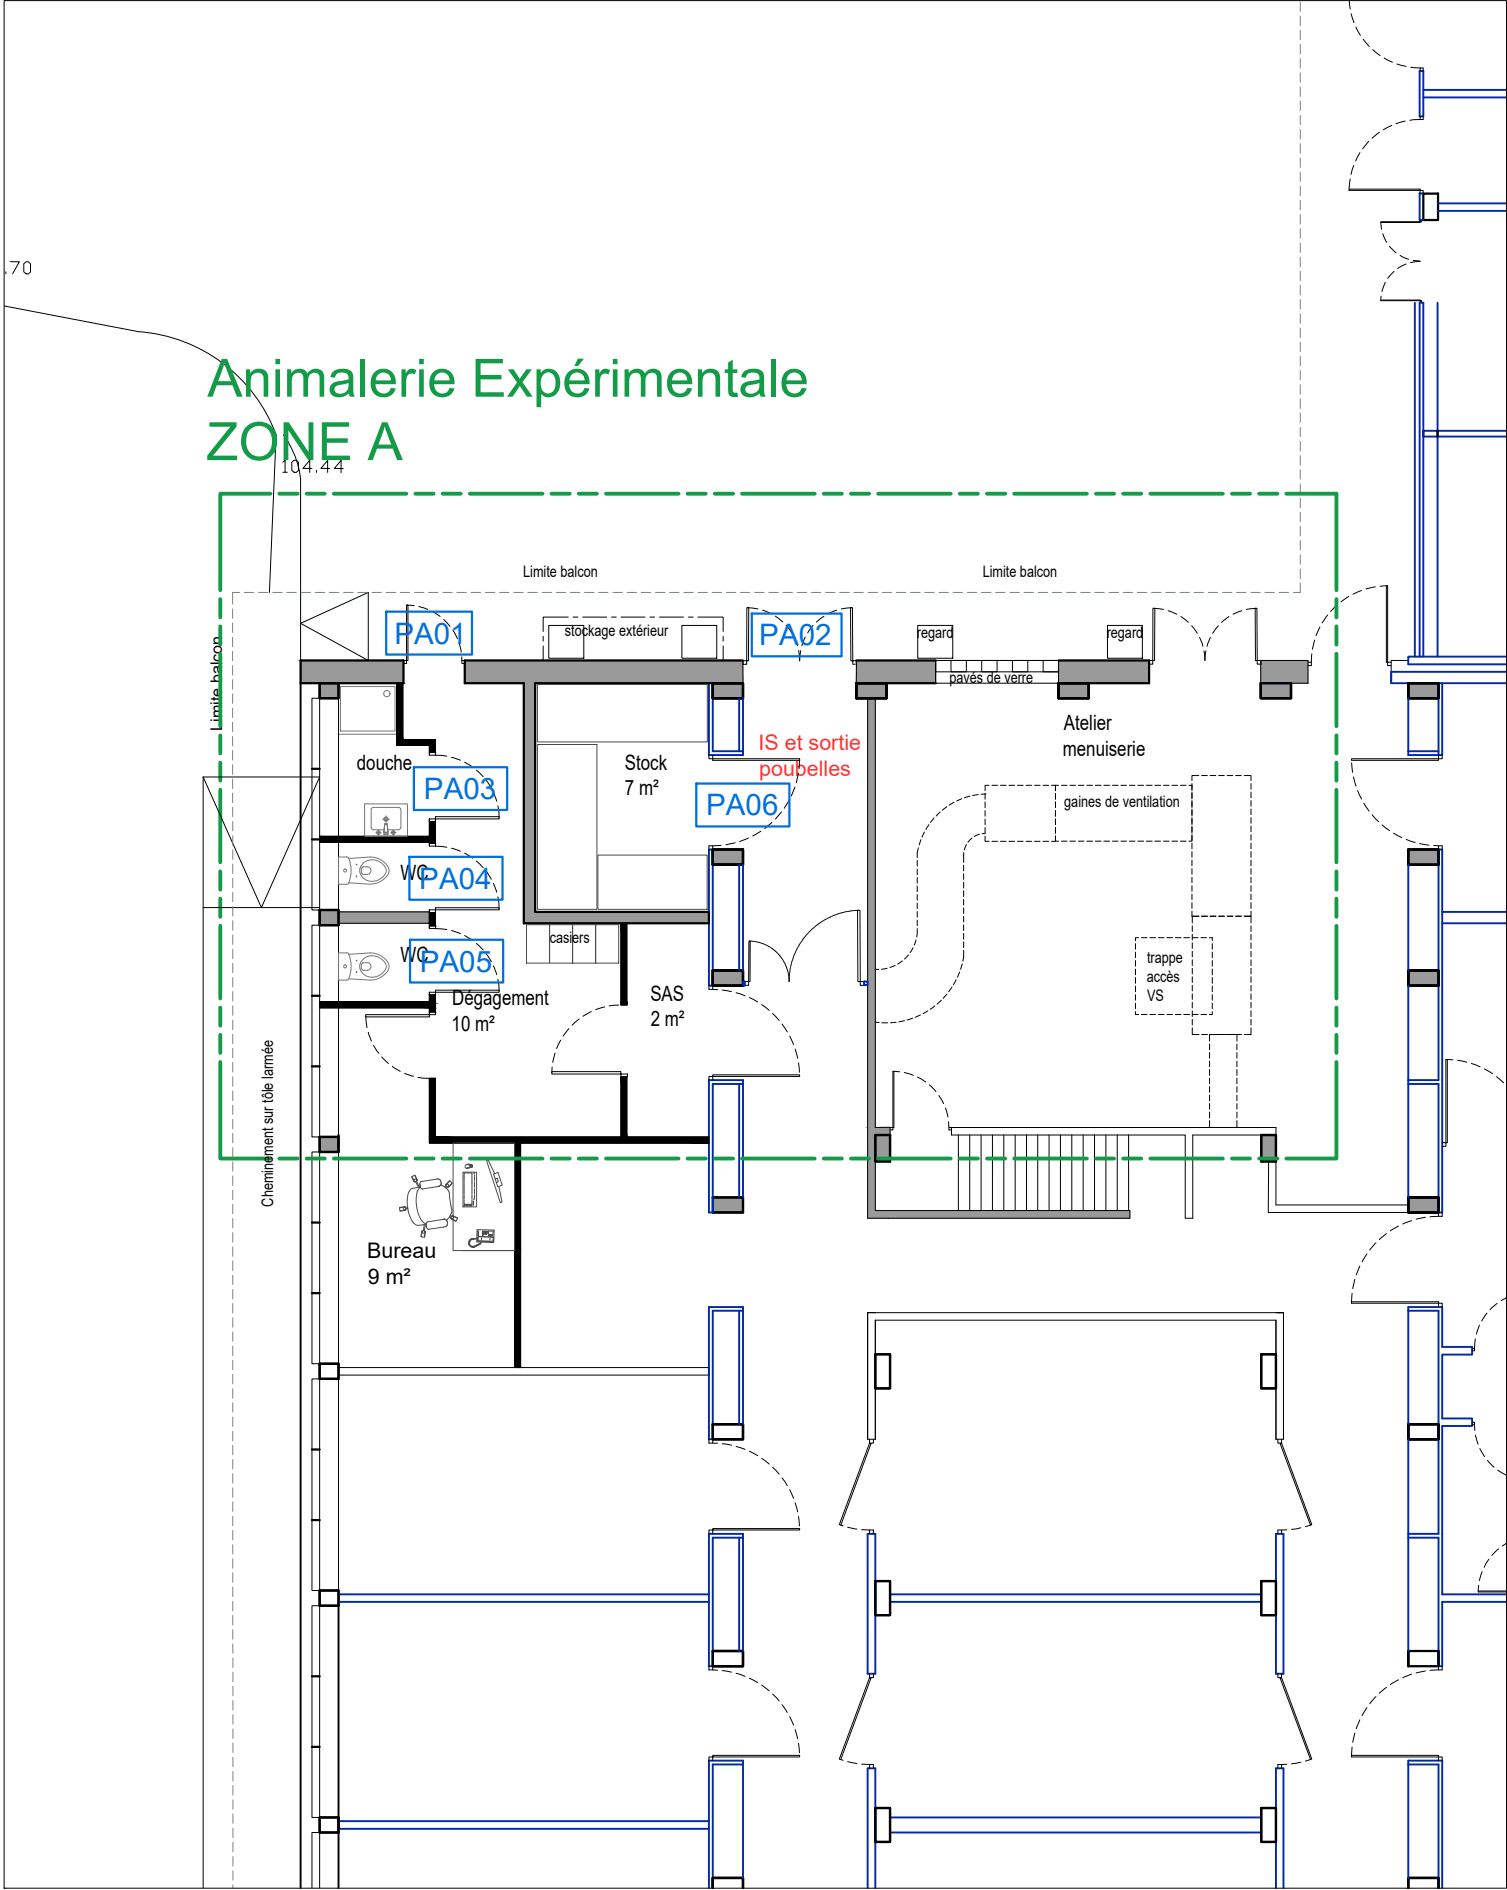 .70
Animalerie Expérimentale
ZONE A
104.44
Limite balcon
Limite balcon
Limite balcon
PA01
stockage extérieur
PA02
regard
regard
pavés de verre
IS et sortie
poubelles
Atelier
menuiserie
douche
PA03
Stock
7 m²
PA06
gaines de ventilation
WC
PA04
WC
PA05
casiers
Dégagement
10 m²
SAS
2 m²
trappe
accès
VS
Cheminement sur tôle larmée
Bureau
9 m²